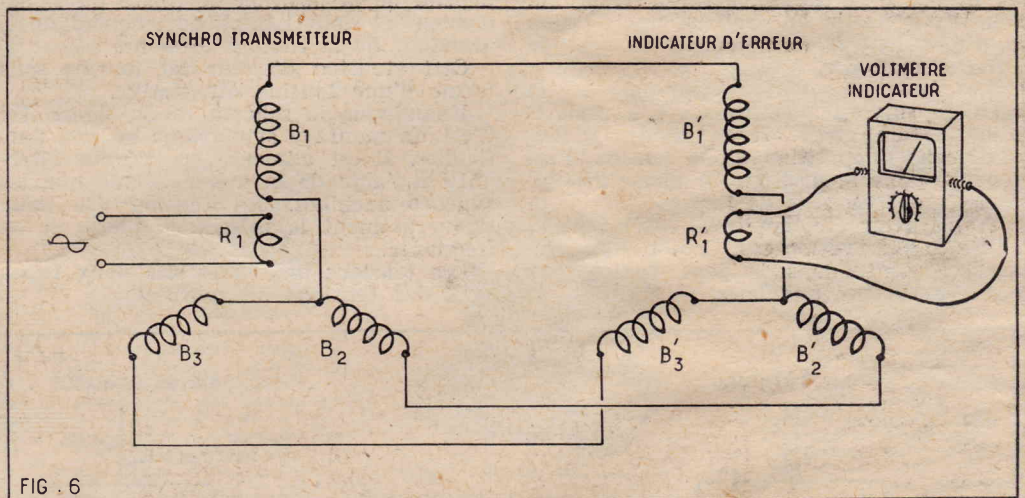 SYNCHRO TRANSMETTEUR
INDICATEUR D'ERREUR
VOLTMETRE
INDICATEUR
B1
B'1
R1
R'1
B3
B2
B'3
B'2
FIG . 6